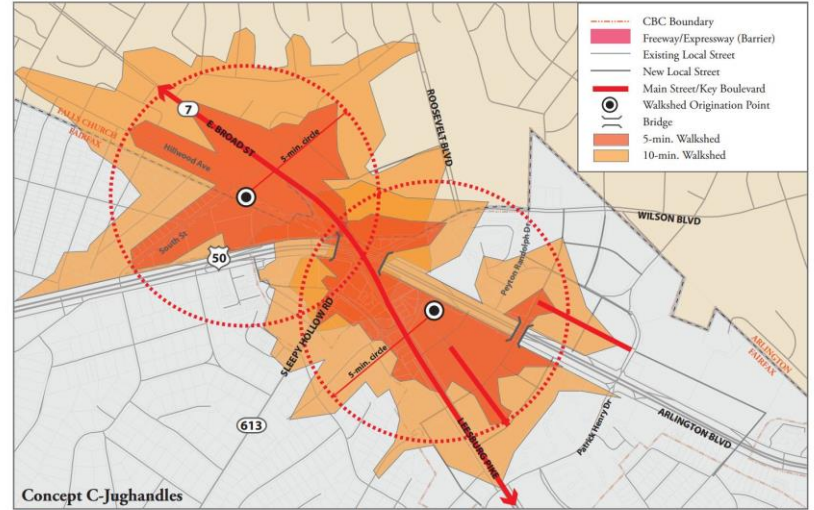 CBC Boundary
Freeway/Expressway (Barrier)
Existing Local Street
New Local Street
Main Street/Key Boulevard
Walkshed Origination Point
Bridge
5-min. Walkshed
10-min. Walkshed
ROOSEVELT BLVD
7
E. BROAD ST
FALLS CHURCH
FAIRFAX
Hillwood Ave
5-min. circle
WILSON BLVD
South St
50
Peyton Randolph Dr
SLEEPY HOLLOW RD
5-min. circle
ARLINGTON
FAIRFAX
613
LEESBURG PIKE
Patrick Henry Dr
ARLINGTON BLVD
Concept C-Jughandles